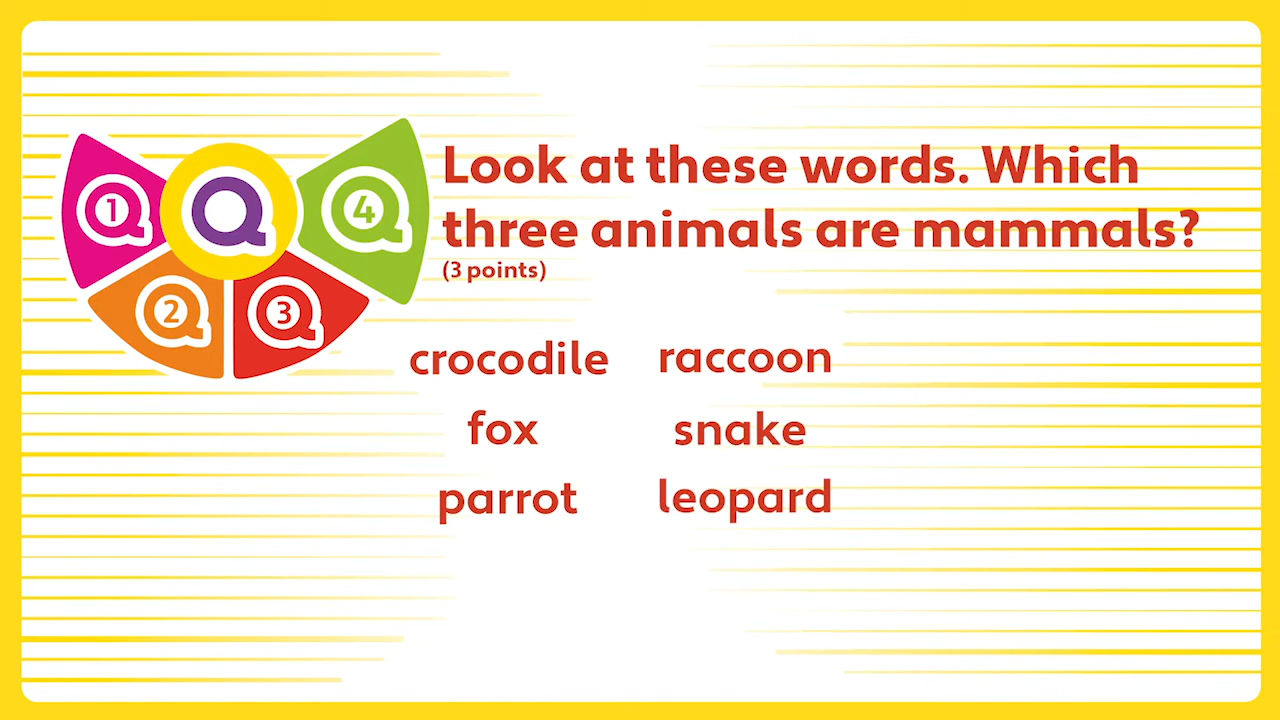 1 Q 4
2 3
Look at these words. Which
three animals are mammals?
(3 points)
crocodile raccoon
fox snake
parrot leopard